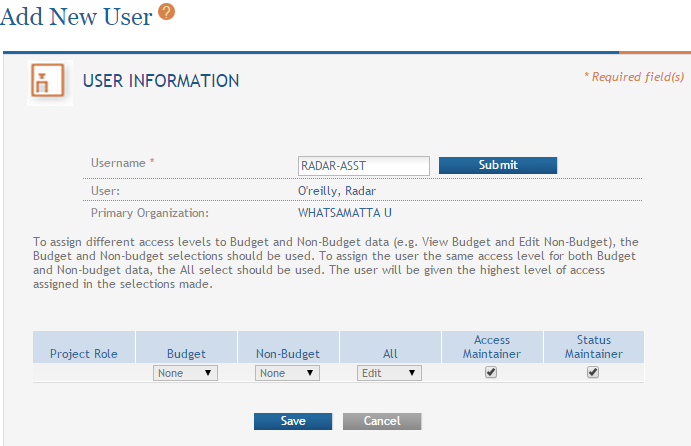 Add New User ?
USER INFORMATION
* Required field(s)
Username * RADAR-ASST Submit
User: O'reilly, Radar
Primary Organization: WHATSAMATTA U
To assign different access levels to Budget and Non-Budget data (e.g. View Budget and Edit Non-Budget), the
Budget and Non-budget selections should be used. To assign the user the same access level for both Budget
and Non-budget data, the All select should be used. The user will be given the highest level of access
assigned in the selections made.
Project Role Budget Non-Budget All Access Maintainer Status Maintainer
None None Edit
Save Cancel